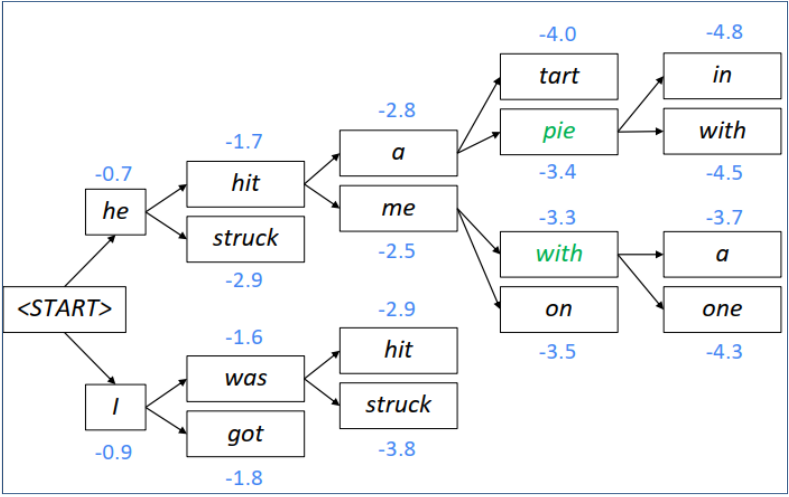 -4.0
-4.8
tart
in
-2.8
-1.7
a
pie
with
-0.7
hit
-3.4
-4.5
he
me
-3.3
-3.7
struck
-2.5
with
a
-2.9
<START>
-2.9
on
one
-1.6
hit
-3.5
-4.3
was
I
struck
got
-0.9
-3.8
-1.8